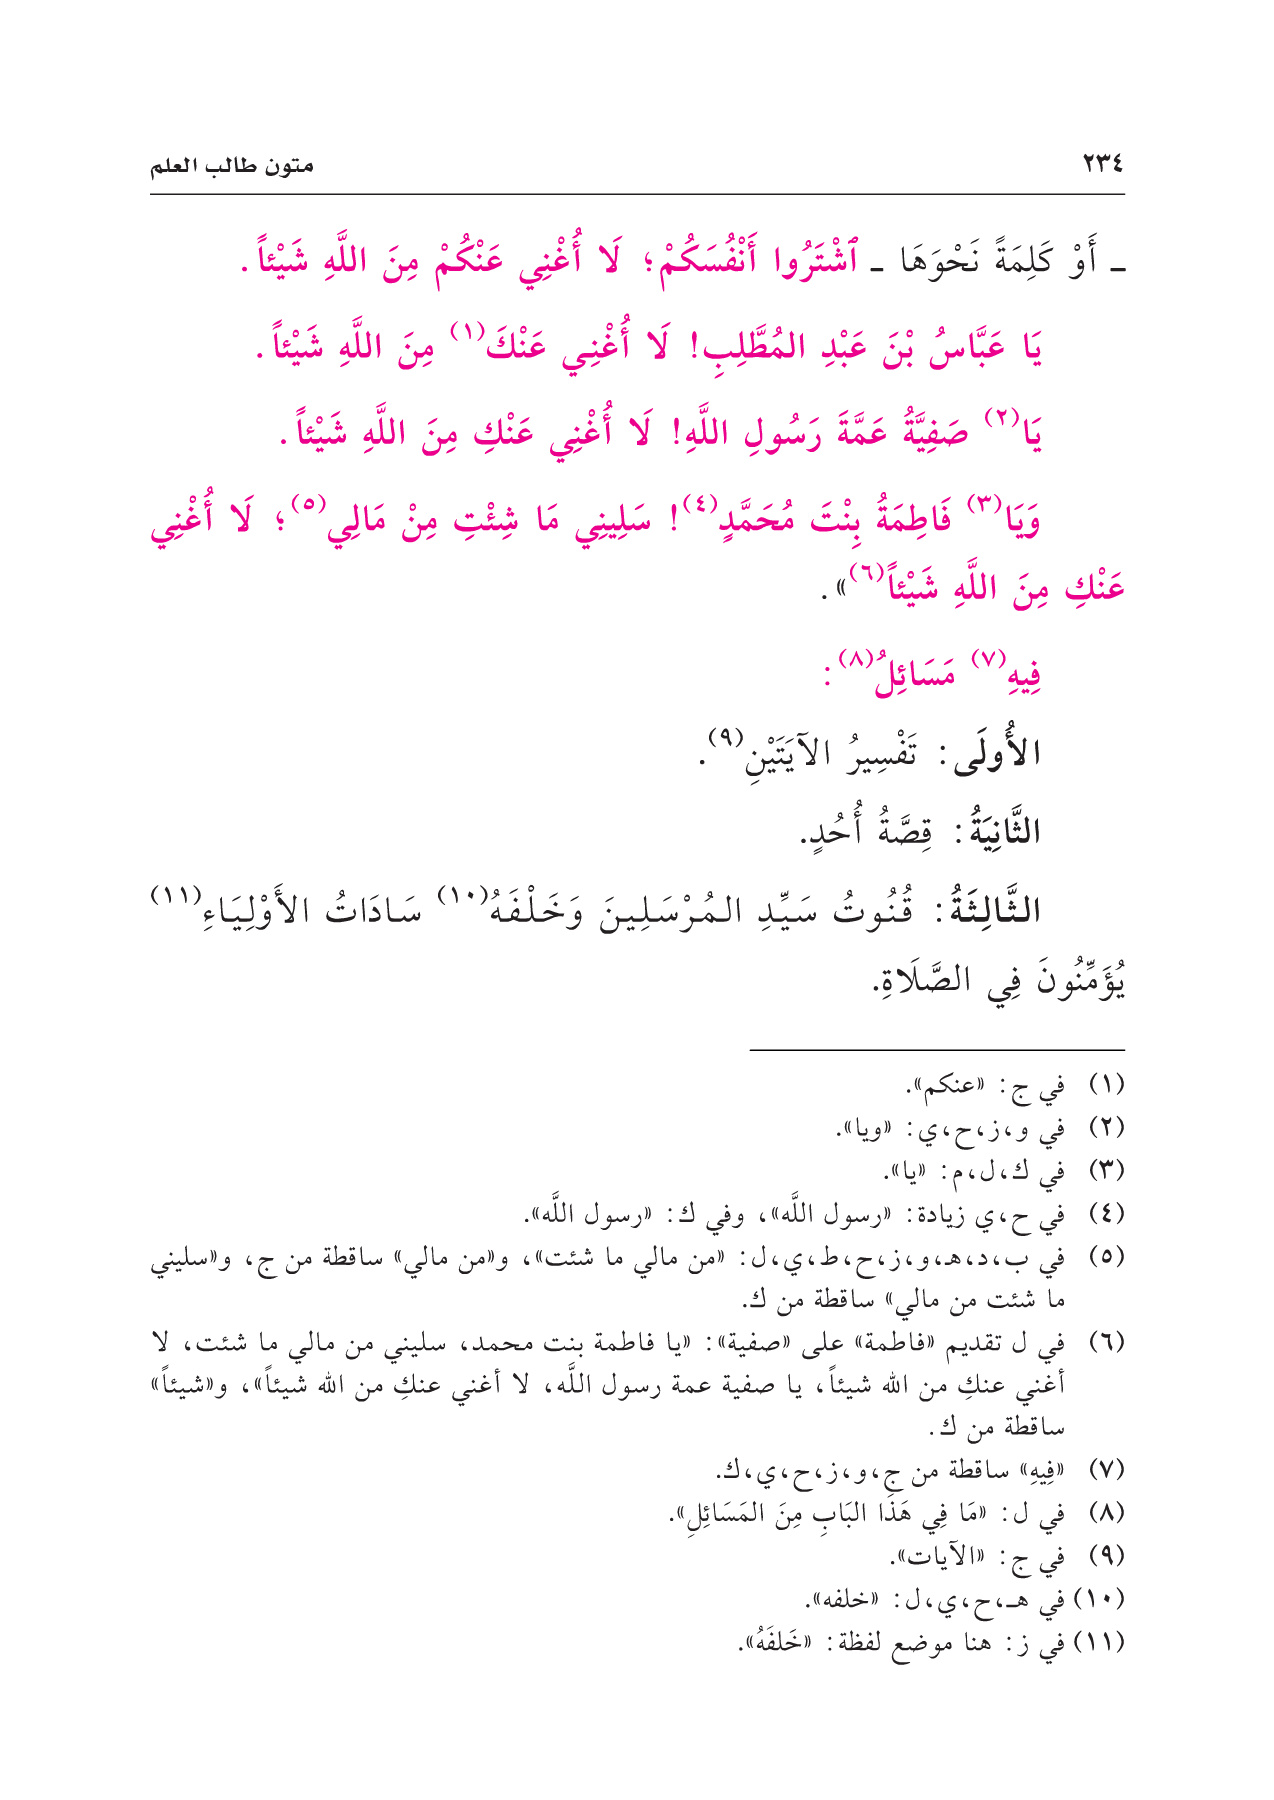 ٢٣٤ متون طالب العلم
ـ أَوْ كَلِمَةً نَحْوَهَا ـ ٱشْتَرُوا أَنْفُسَكُمْ؛ لَا أُغْنِي عَنْكُمْ مِنَ اللَّهِ شَيْئاً.
يَا عَبَّاسُ بْنَ عَبْدِ المُطَّلِبِ! لَا أُغْنِي عَنْكَ(١) مِنَ اللَّهِ شَيْئاً.
يَا(٢) صَفِيَّةُ عَمَّةَ رَسُولِ اللَّهِ! لَا أُغْنِي عَنْكِ مِنَ اللَّهِ شَيْئاً.
وَيَا(٣) فَاطِمَةُ بِنْتَ مُحَمَّدٍ(٤)! سَلِينِي مَا شِئْتِ مِنْ مَالِي(٥)؛ لَا أُغْنِي
عَنْكِ مِنَ اللَّهِ شَيْئاً(٦)».
فِيهِ(٧) مَسَائِلُ(٨):
الأُولَى: تَفْسِيرُ الآيَتَيْنِ(٩).
الثَّانِيَةُ: قِصَّةُ أُحُدٍ.
الثَّالِثَةُ: قُنُوتُ سَيِّدِ المُرْسَلِينَ وَخَلْفَهُ(١٠) سَادَاتُ الأَوْلِيَاءِ(١١)
يُؤَمِّنُونَ فِي الصَّلَاةِ.
(١) في ج: «عنكم».
(٢) في و،ز،ح،ي: «ويا».
(٣) في ك،ل،م: «يا».
(٤) في ح،ي زيادة: «رسول اللَّه»، وفي ك: «رسول اللَّه».
(٥) في ب،د،هـ،و،ز،ح،ط،ي،ل: «من مالي ما شئت»، و«من مالي» ساقطة من ج، و«سليني
ما شئت من مالي» ساقطة من ك.
(٦) في ل تقديم «فاطمة» على «صفية»: «يا فاطمة بنت محمد، سليني من مالي ما شئت، لا
أغني عنكِ من الله شيئاً، يا صفية عمة رسول اللَّه، لا أغني عنكِ من الله شيئاً»، و«شيئاً»
ساقطة من ك.
(٧) «فِيهِ» ساقطة من ج،و،ز،ح،ي،ك.
(٨) في ل: «مَا فِي هَذَا البَابِ مِنَ المَسَائِلِ».
(٩) في ج: «الآيات».
(١٠) في هـ،ح،ي،ل: «خلفه».
(١١) في ز: هنا موضع لفظة: «خَلفَهُ».